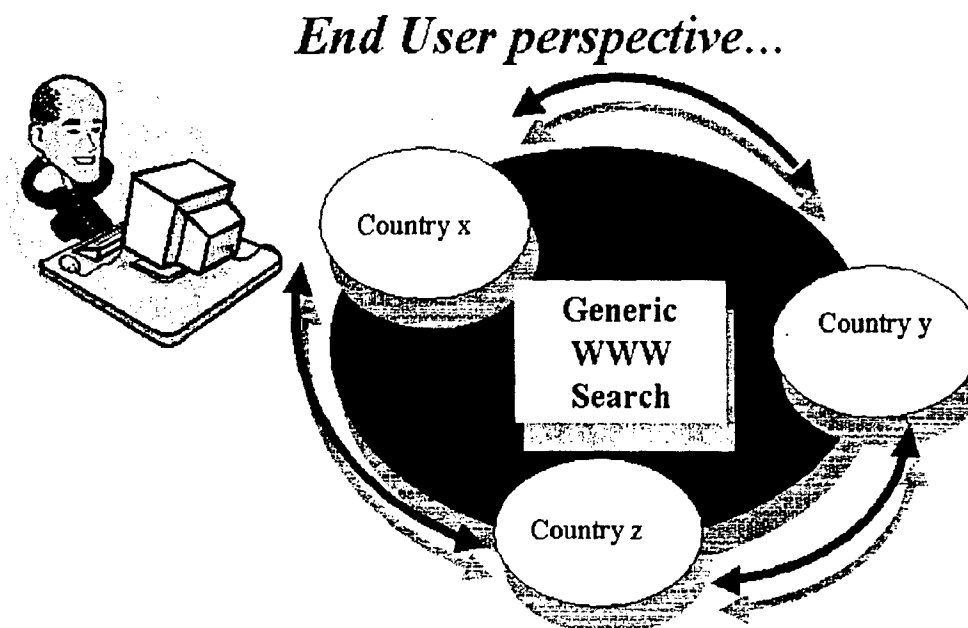 End User perspective...
Country x
Generic
WWW
Search
Country y
Country z